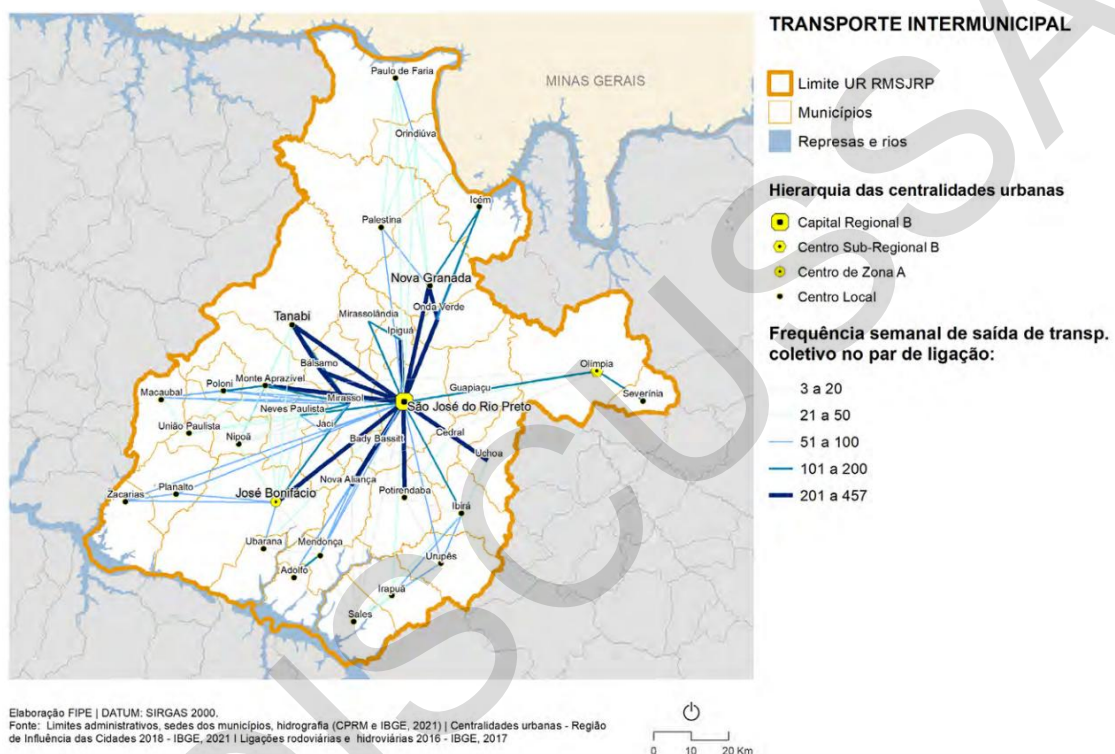 TRANSPORTE INTERMUNICIPAL
Limite UR RMSJRP
Municípios
Represas e rios
Hierarquia das centralidades urbanas
Capital Regional B
Centro Sub-Regional B
Centro de Zona A
Centro Local
Frequência semanal de saída de transp.
coletivo no par de ligação:
3 a 20
21 a 50
51 a 100
101 a 200
201 a 457
Paulo de Faria
MINAS GERAIS
Orindiúva
Icém
Palestina
Nova Granada
Onda Verde
Mirassolândia
Tanabi
Ipiguá
Bálsamo
Olímpia
Guapiaçu
Severínia
Poloni
Monte Aprazível
Macaubal
Mirassol
São José do Rio Preto
Neves Paulista
Jaci
União Paulista
Nipoã
Bady Bassitt
Cedral
Uchoa
Nova Aliança
Planalto
Zacarias
José Bonifácio
Potirendaba
Ibirá
Ubarana
Mendonça
Adolfo
Urupês
Irapuã
Sales
Elaboração FIPE | DATUM: SIRGAS 2000.
Fonte: Limites administrativos, sedes dos municípios, hidrografia (CPRM e IBGE, 2021) | Centralidades urbanas - Região
de Influência das Cidades 2018 - IBGE, 2021 I Ligações rodoviárias e hidroviárias 2016 - IBGE, 2017
0 10 20 Km